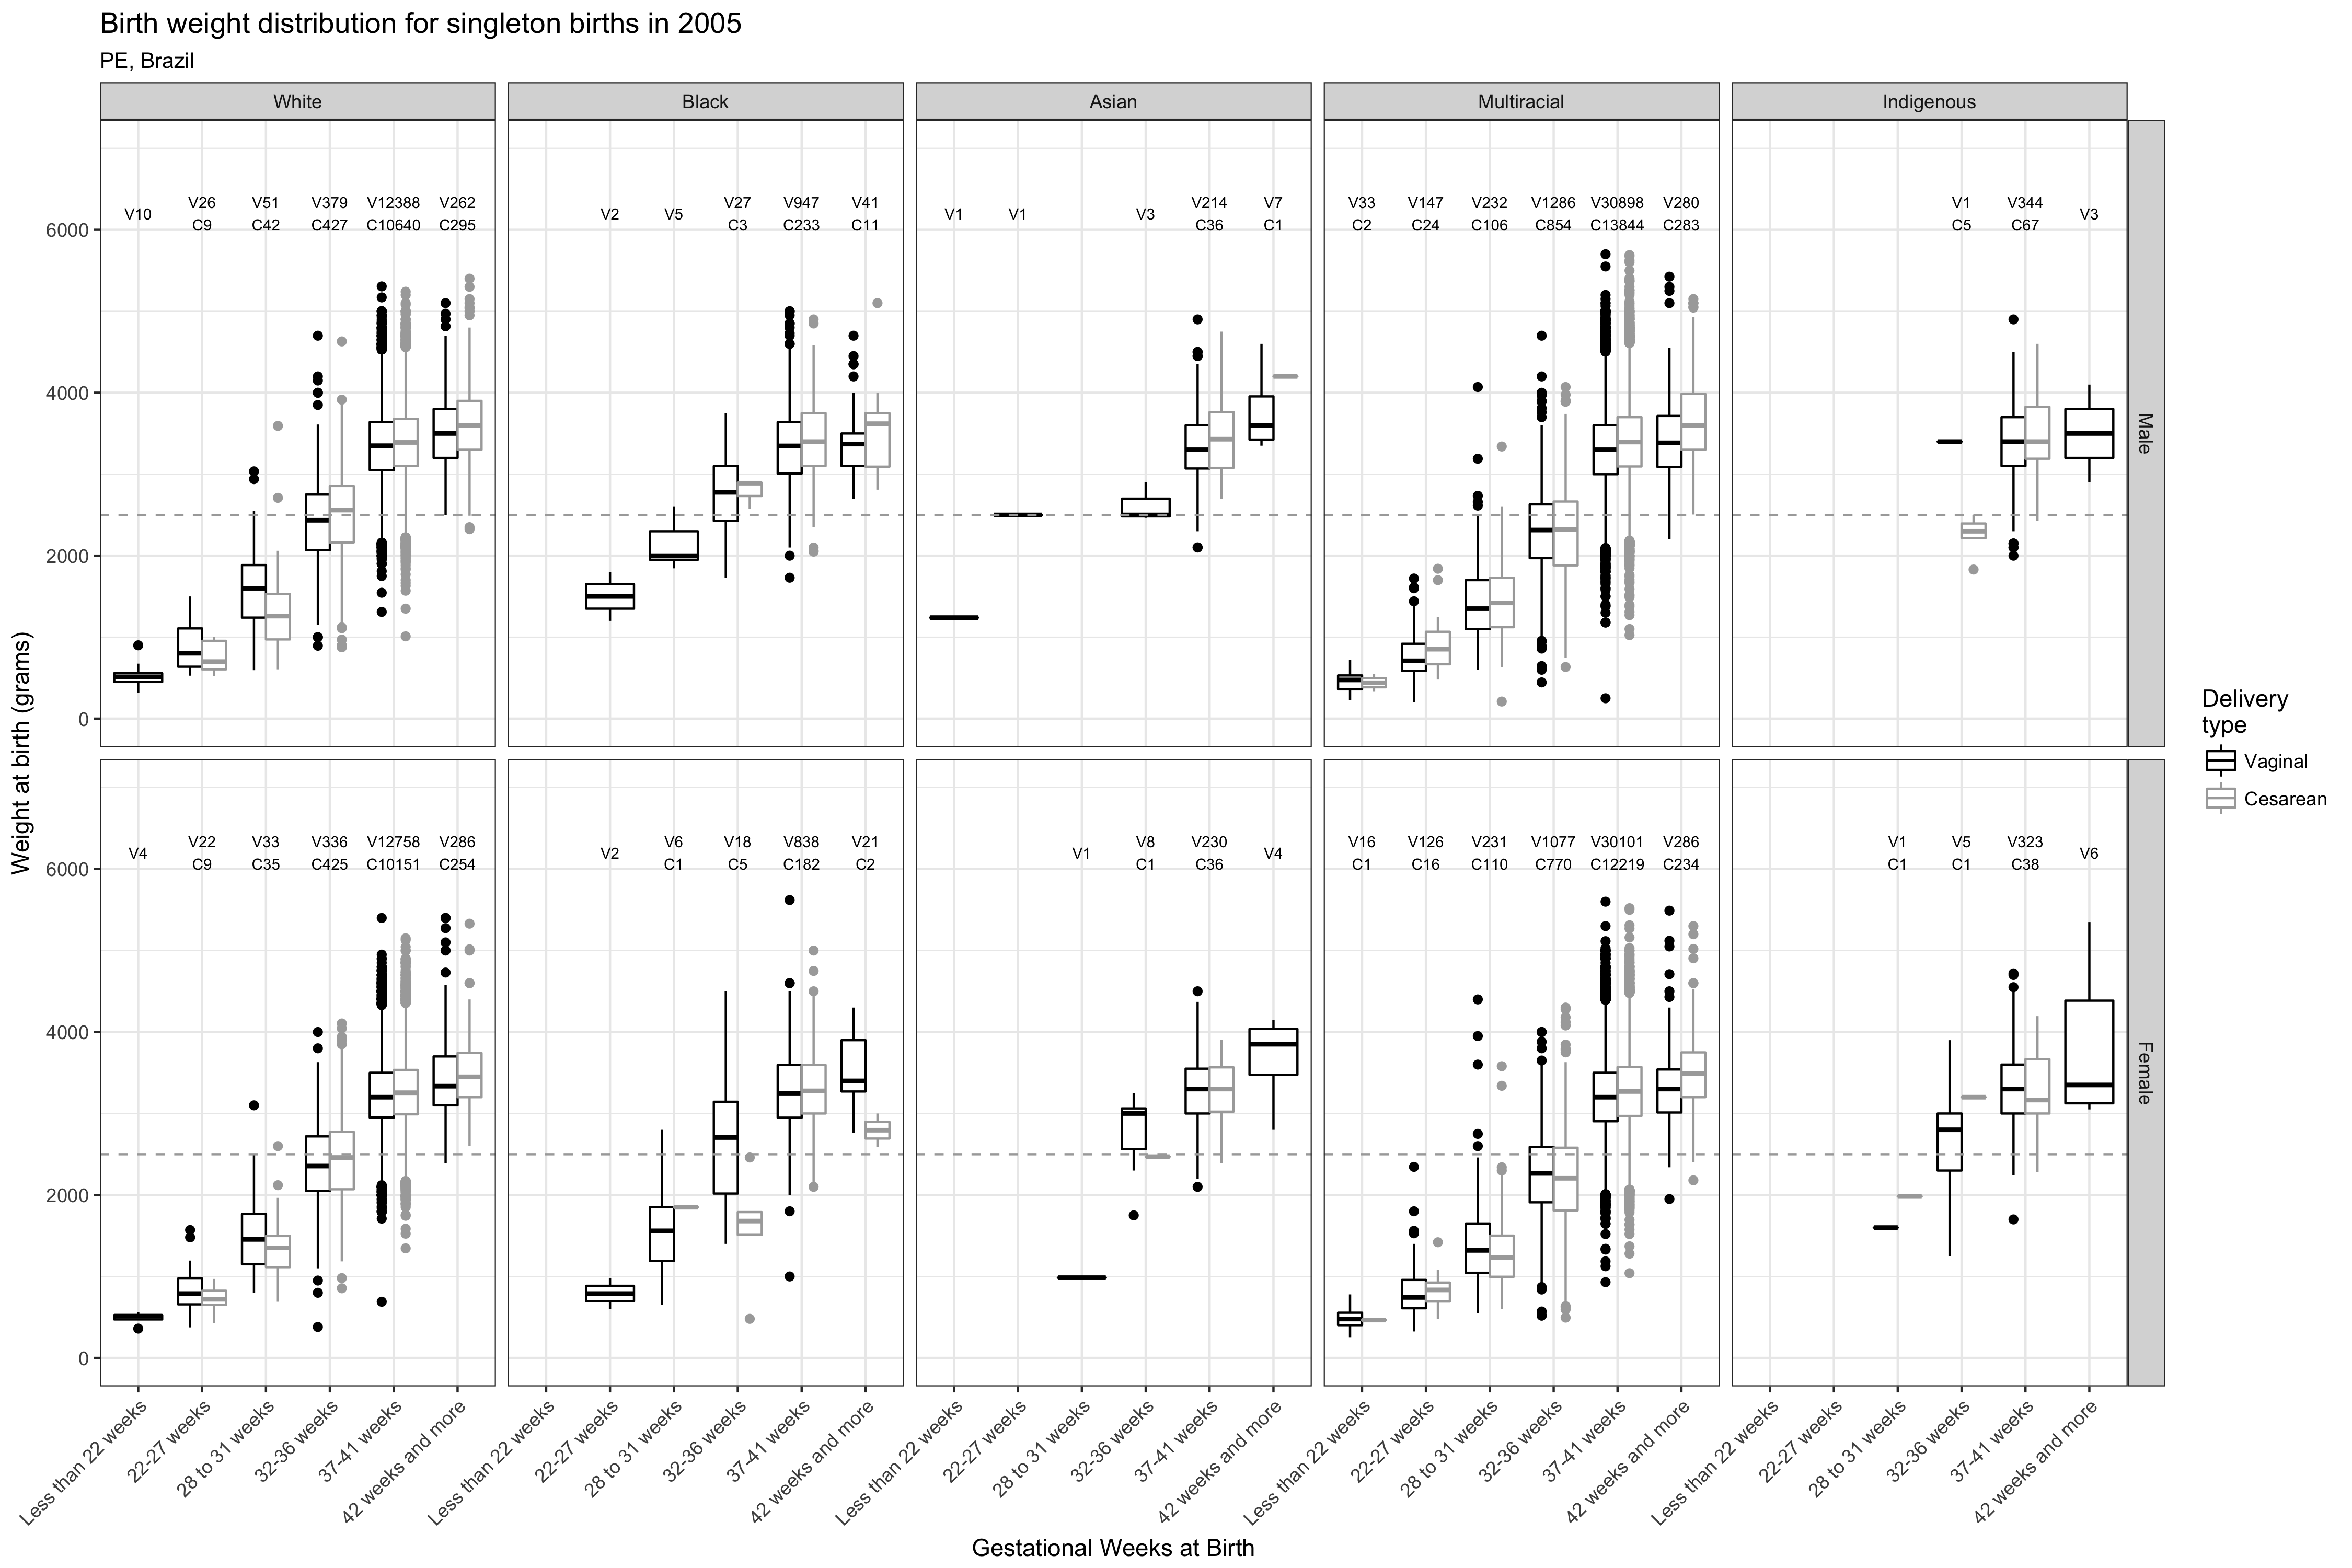 Birth weight distribution for singleton births in 2005
PE, Brazil
White
Black
Asian
Multiracial
Indigenous
V10
V26
C9
V51
C42
V379
C427
V12388
C10640
V262
C295
V2
V5
V27
C3
V947
C233
V41
C11
V1
V1
V3
V214
C36
V7
C1
V33
C2
V147
C24
V232
C106
V1286
C854
V30898
C13844
V280
C283
V1
C5
V344
C67
V3
6000
4000
2000
0
Male
V4
V22
C9
V33
C35
V336
C425
V12758
C10151
V286
C254
V2
V6
C1
V18
C5
V838
C182
V21
C2
V1
V8
C1
V230
C36
V4
V16
C1
V126
C16
V231
C110
V1077
C770
V30101
C12219
V286
C234
V1
C1
V5
C1
V323
C38
V6
6000
4000
2000
0
Female
Weight at birth (grams)
Less than 22 weeks
22-27 weeks
28 to 31 weeks
32-36 weeks
37-41 weeks
42 weeks and more
Less than 22 weeks
22-27 weeks
28 to 31 weeks
32-36 weeks
37-41 weeks
42 weeks and more
Less than 22 weeks
22-27 weeks
28 to 31 weeks
32-36 weeks
37-41 weeks
42 weeks and more
Less than 22 weeks
22-27 weeks
28 to 31 weeks
32-36 weeks
37-41 weeks
42 weeks and more
Less than 22 weeks
22-27 weeks
28 to 31 weeks
32-36 weeks
37-41 weeks
42 weeks and more
Gestational Weeks at Birth
Delivery
type
Vaginal
Cesarean